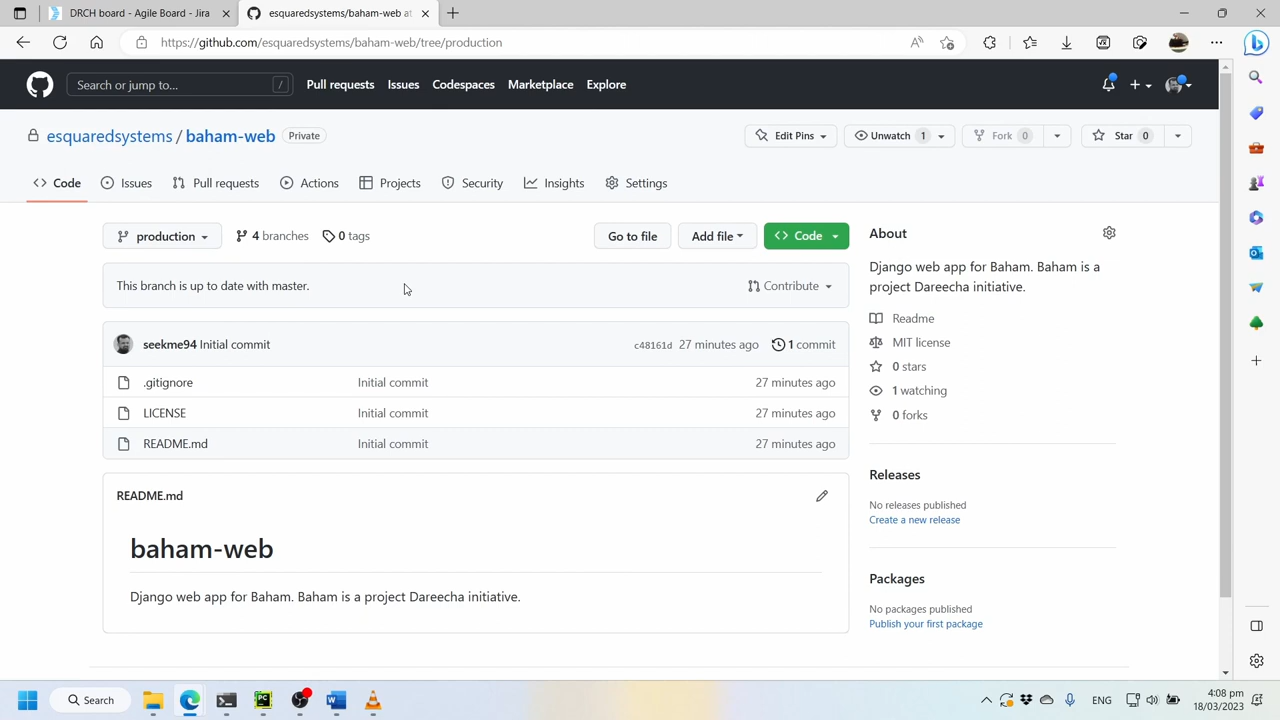 DRCH board - Agile Board - Jira
esquaredsystems/baham-web at
https://github.com/esquaredsystems/baham-web/tree/production
Search or jump to...
/
Pull requests
Issues
Codespaces
Marketplace
Explore
esquaredsystems / baham-web
Private
Edit Pins
Unwatch 1
Fork 0
Star 0
Code
Issues
Pull requests
Actions
Projects
Security
Insights
Settings
production
4 branches
0 tags
Go to file
Add file
Code
This branch is up to date with master.
Contribute
seekme94 Initial commit
c48161d 27 minutes ago
1 commit
.gitignore Initial commit 27 minutes ago
LICENSE Initial commit 27 minutes ago
README.md Initial commit 27 minutes ago
README.md
baham-web
Django web app for Baham. Baham is a project Dareecha initiative.
About
Django web app for Baham. Baham is a
project Dareecha initiative.
Readme
MIT license
0 stars
1 watching
0 forks
Releases
No releases published
Create a new release
Packages
No packages published
Publish your first package
Search
ENG
4:08 pm
18/03/2023